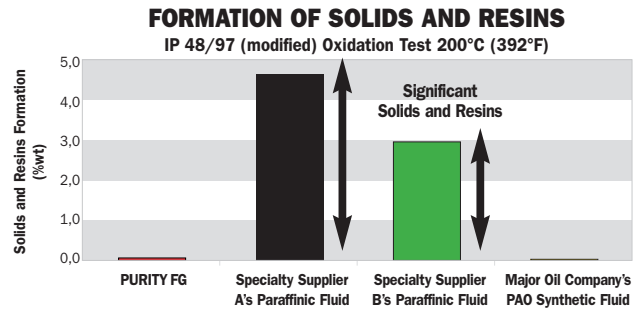 FORMATION OF SOLIDS AND RESINS
IP 48/97 (modified) Oxidation Test 200°C (392°F)
Solids and Resins Formation
(%wt)
5,0
4,0
3,0
2,0
1,0
0,0
Significant
Solids and Resins
PURITY FG
Specialty Supplier
A's Paraffinic Fluid
Specialty Supplier
B's Paraffinic Fluid
Major Oil Company's
PAO Synthetic Fluid